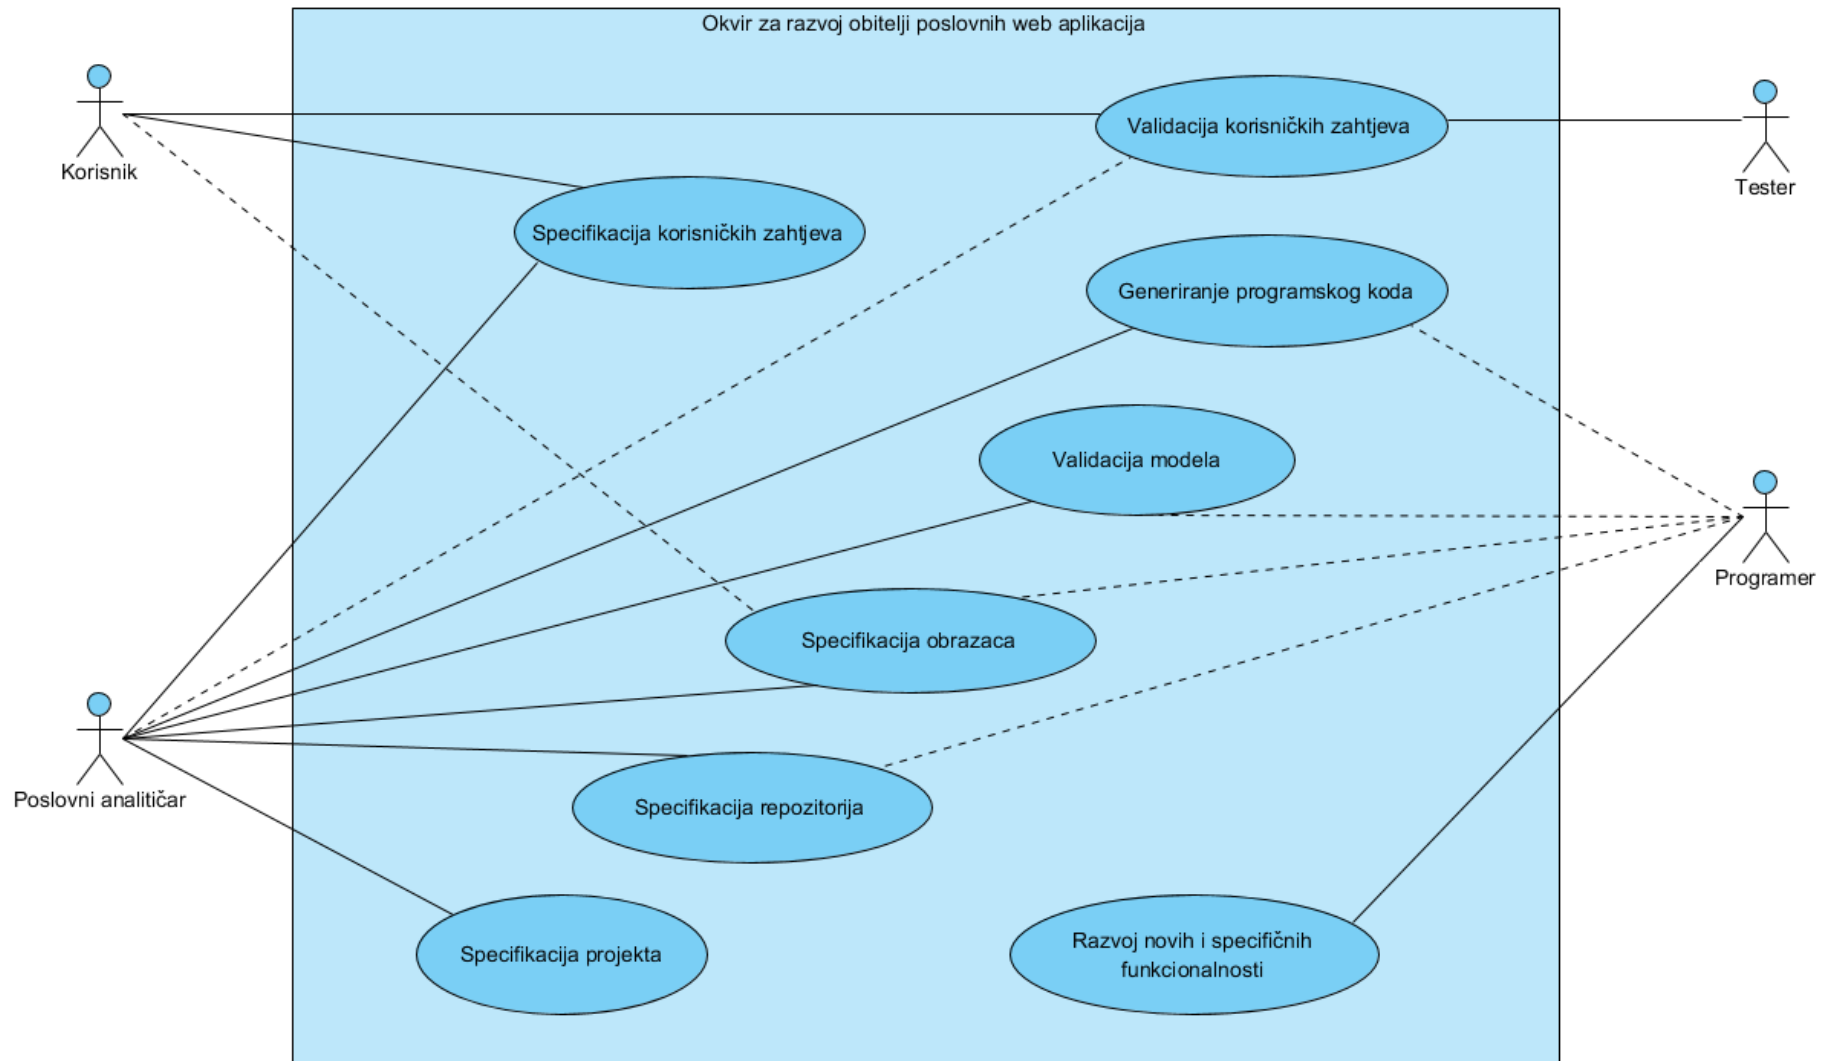 Okvir za razvoj obitelji poslovnih web aplikacija
Korisnik
Validacija korisničkih zahtjeva
Tester
Specifikacija korisničkih zahtjeva
Generiranje programskog koda
Validacija modela
Programer
Specifikacija obrazaca
Poslovni analitičar
Specifikacija repozitorija
Specifikacija projekta
Razvoj novih i specifičnih
funkcionalnosti